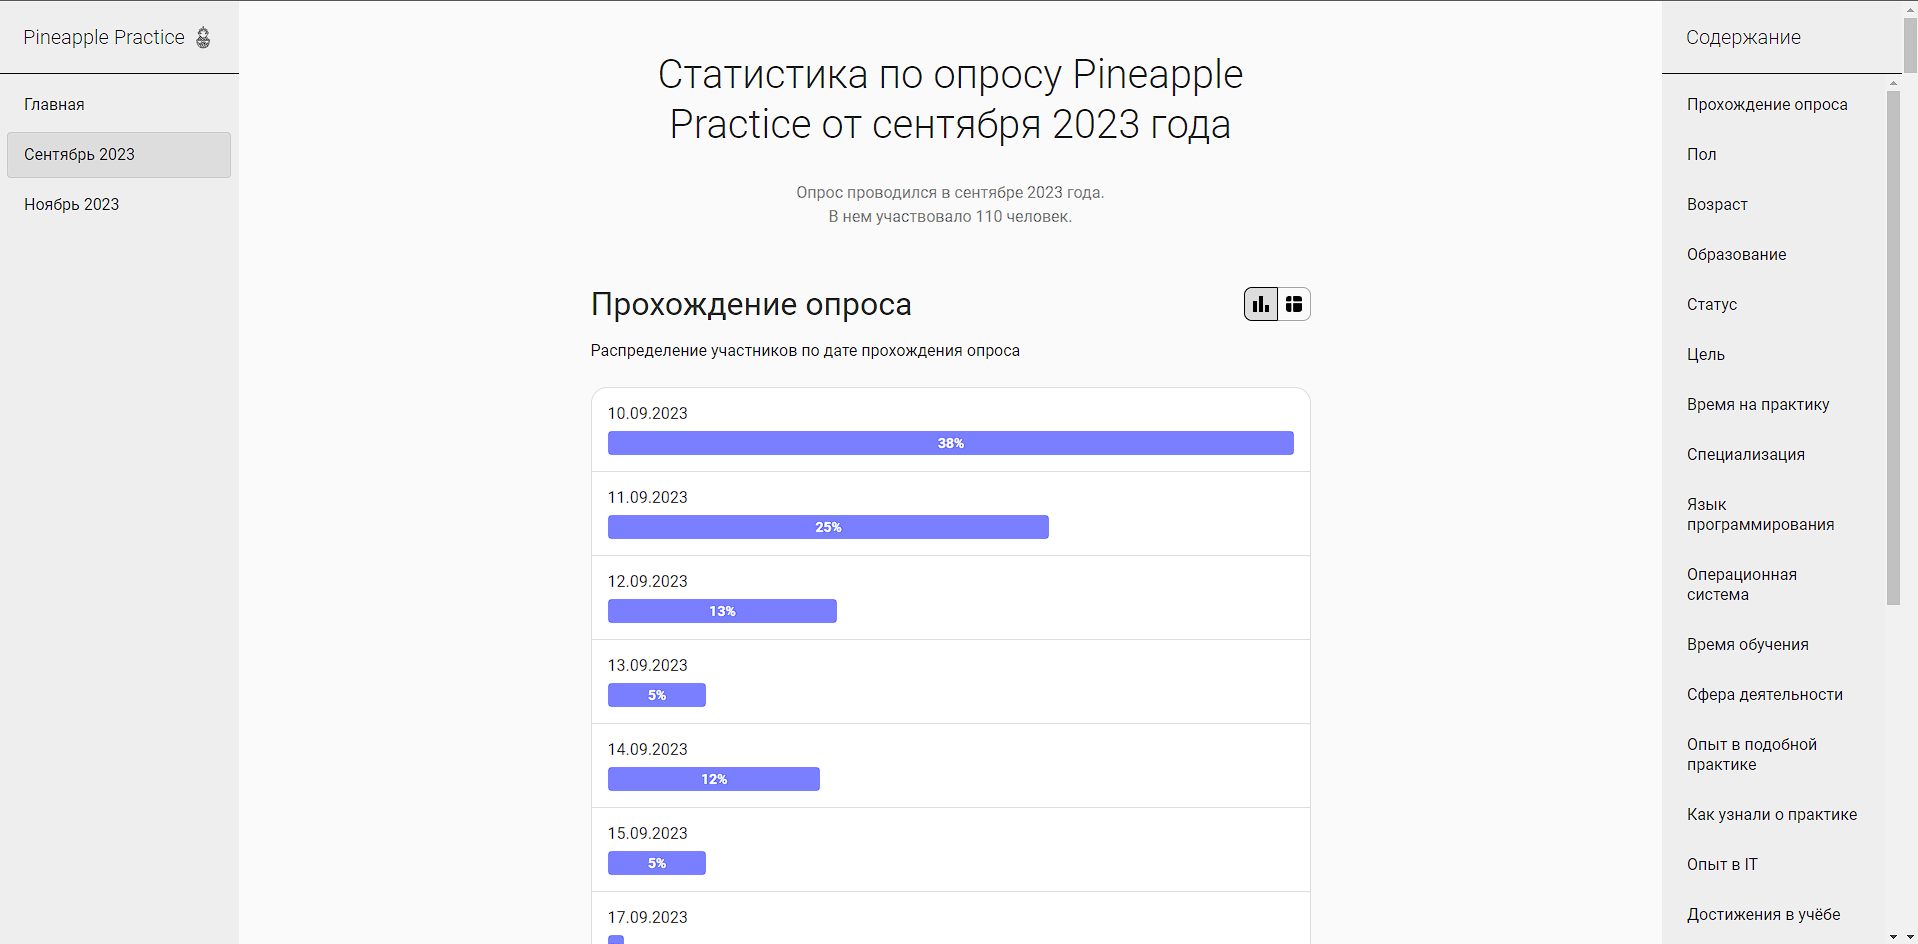 Pineapple Practice
Главная
Сентябрь 2023
Ноябрь 2023
Статистика по опросу Pineapple
Practice от сентября 2023 года
Опрос проводился в сентябре 2023 года.
В нем участвовало 110 человек.
Прохождение опроса
Распределение участников по дате прохождения опроса
10.09.2023
38%
11.09.2023
25%
12.09.2023
13%
13.09.2023
5%
14.09.2023
12%
15.09.2023
5%
17.09.2023
Содержание
Прохождение опроса
Пол
Возраст
Образование
Статус
Цель
Время на практику
Специализация
Язык
программирования
Операционная
система
Время обучения
Сфера деятельности
Опыт в подобной
практике
Как узнали о практике
Опыт в IT
Достижения в учёбе